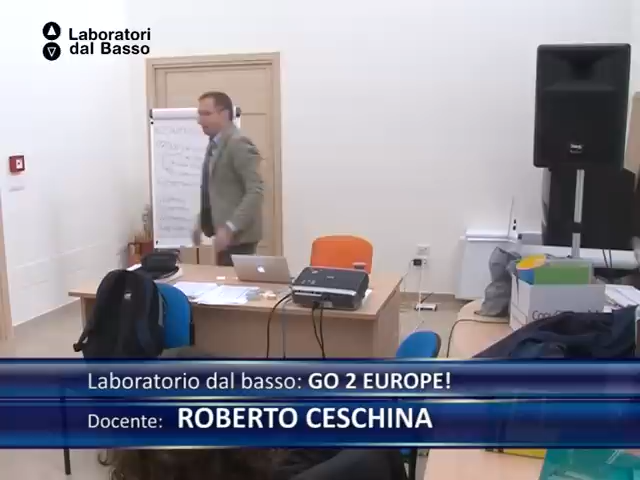 Laboratori
dal Basso
Laboratorio dal basso: GO 2 EUROPE!
Docente: ROBERTO CESCHINA